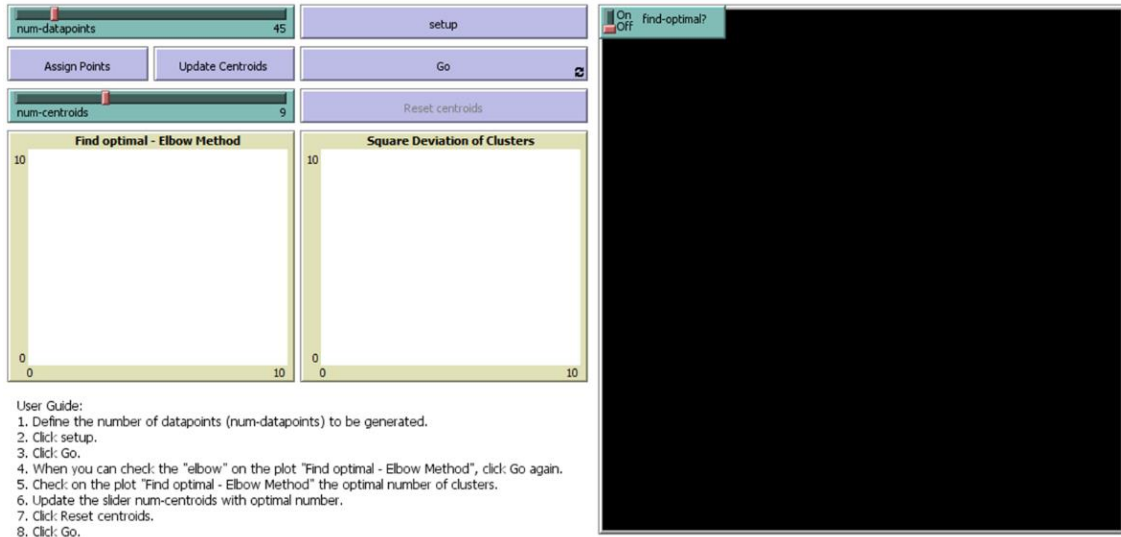 num-datapoints 45
setup
On
Off
find-optimal?
Assign Points
Update Centroids
Go
num-centroids 9
Reset centroids
Find optimal - Elbow Method
10
0
0 10
Square Deviation of Clusters
10
0
0 10
User Guide:
1. Define the number of datapoints (num-datapoints) to be generated.
2. Click setup.
3. Click Go.
4. When you can check the "elbow" on the plot "Find optimal - Elbow Method", click Go again.
5. Check on the plot "Find optimal - Elbow Method" the optimal number of clusters.
6. Update the slider num-centroids with optimal number.
7. Click Reset centroids.
8. Click Go.